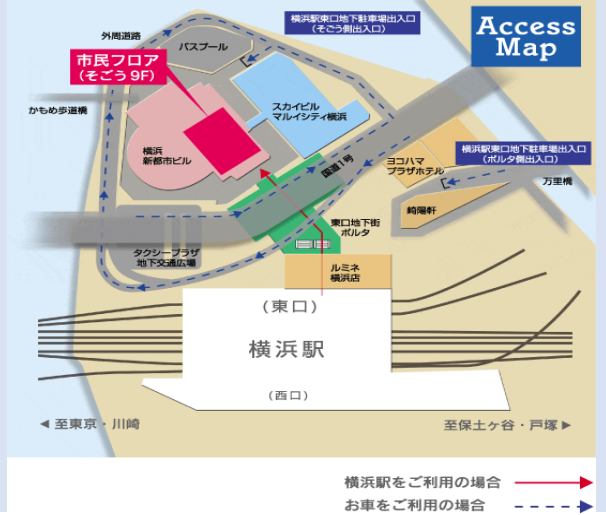 横浜駅東口地下駐車場出入口
（そごう側出入口）
Access
Map
外周道路
バスプール
市民フロア
（そごう9F）
かもめ歩道橋
スカイビル
マルイシティ横浜
横浜
新都市ビル
国道1号
横浜駅東口地下駐車場出入口
（ポルタ側出入口）
ヨコハマ
プラザホテル
万里橋
崎陽軒
東口地下街
ポルタ
タクシープラザ
地下交通広場
ルミネ
横浜店
（東口）
横浜駅
（西口）
◀ 至東京・川崎
至保土ヶ谷・戸塚 ▶
横浜駅をご利用の場合
お車をご利用の場合